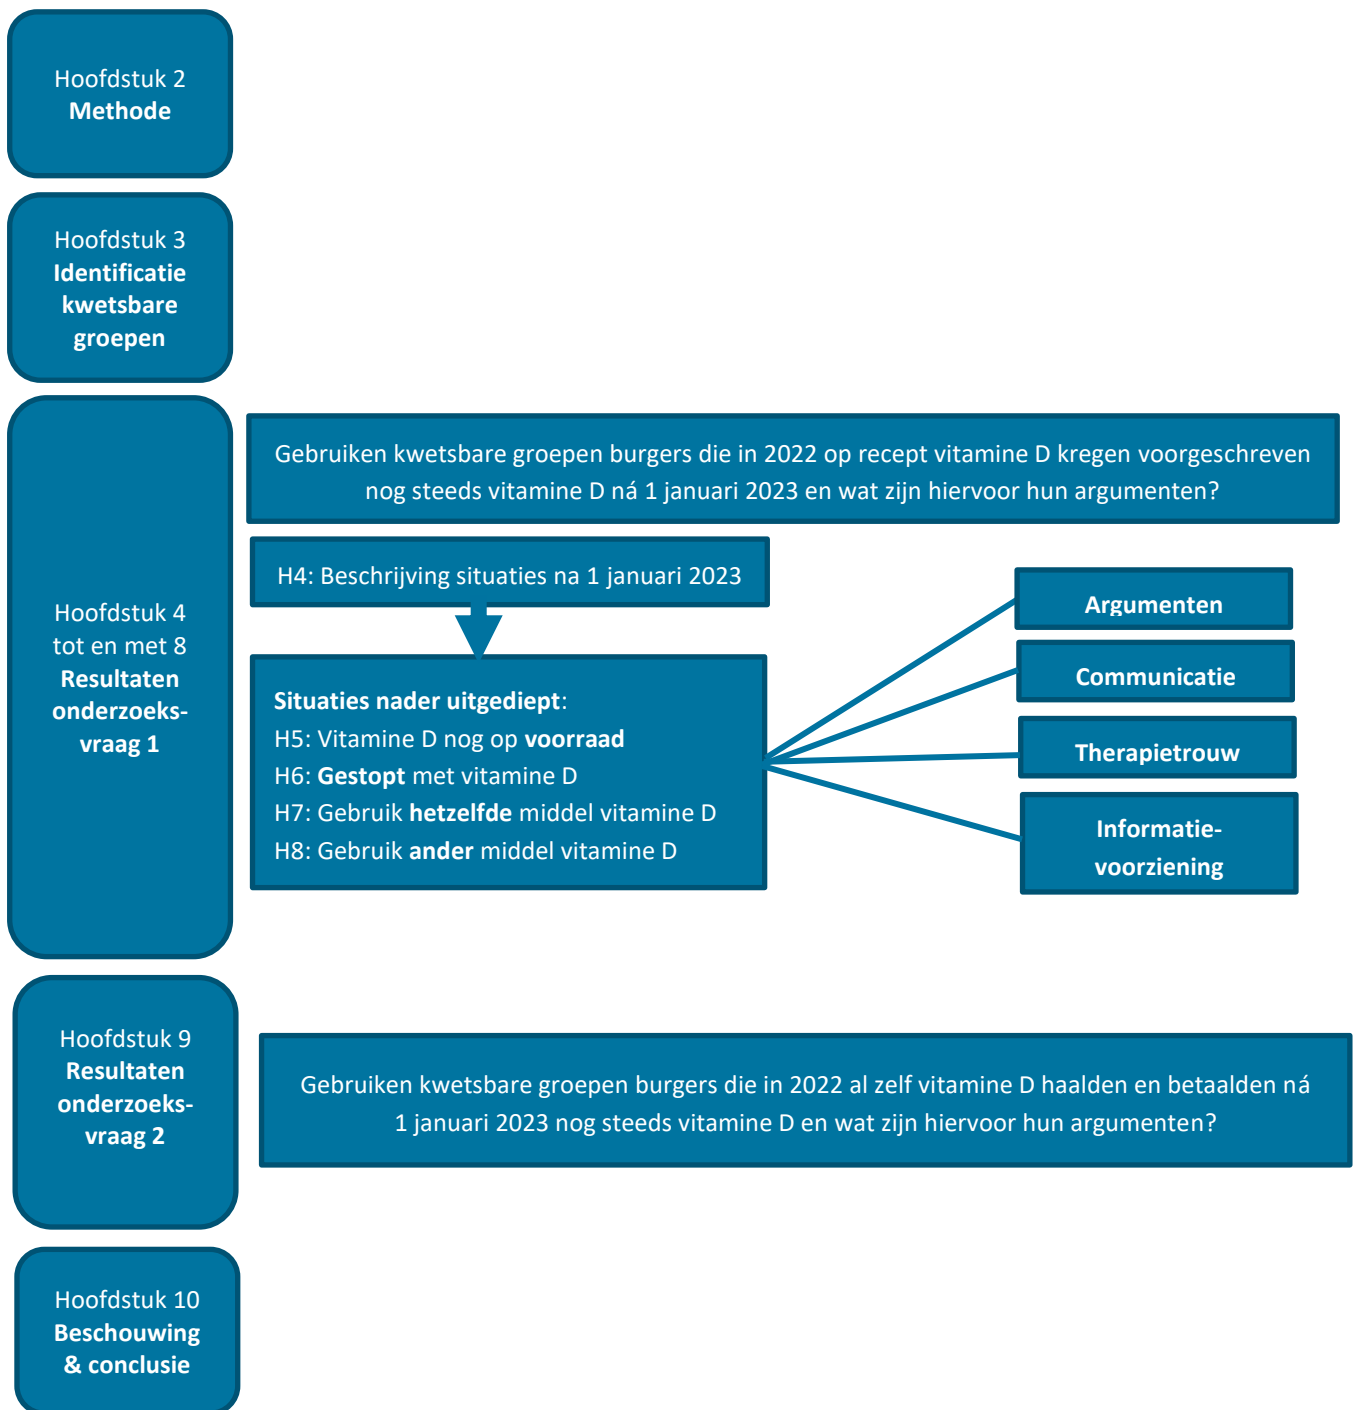 Hoofdstuk 2
Methode
Hoofdstuk 3
Identificatie
kwetsbare
groepen
Hoofdstuk 4
tot en met 8
Resultaten
onderzoeks-
vraag 1
Gebruiken kwetsbare groepen burgers die in 2022 op recept vitamine D kregen voorgeschreven
nog steeds vitamine D ná 1 januari 2023 en wat zijn hiervoor hun argumenten?
H4: Beschrijving situaties na 1 januari 2023
Situaties nader uitgediept:
H5: Vitamine D nog op voorraad
H6: Gestopt met vitamine D
H7: Gebruik hetzelfde middel vitamine D
H8: Gebruik ander middel vitamine D
Argumenten
Communicatie
Therapietrouw
Informatie-
voorziening
Hoofdstuk 9
Resultaten
onderzoeks-
vraag 2
Gebruiken kwetsbare groepen burgers die in 2022 al zelf vitamine D haalden en betaalden ná
1 januari 2023 nog steeds vitamine D en wat zijn hiervoor hun argumenten?
Hoofdstuk 10
Beschouwing
& conclusie